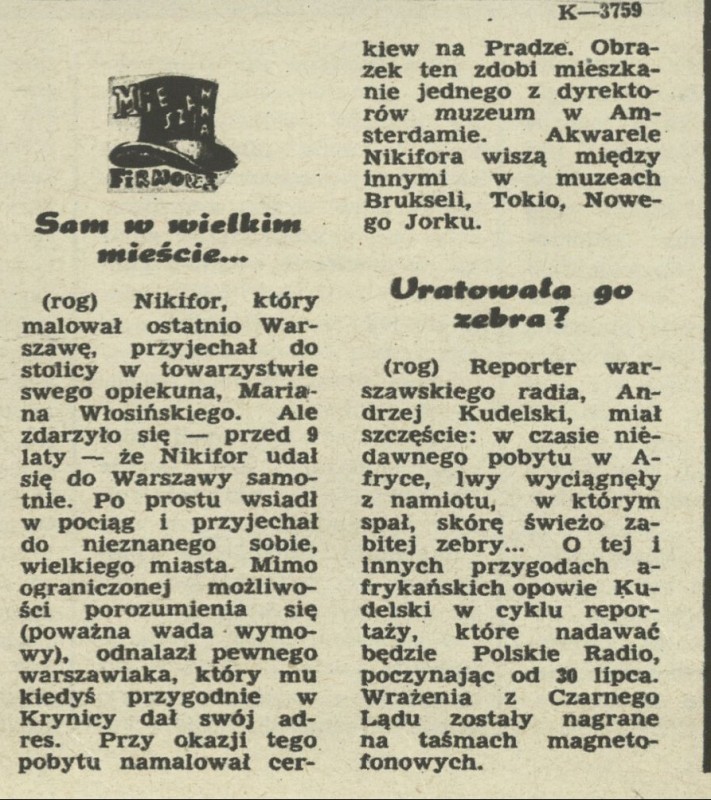 K—3759
MIESZANKA
FIRMOWA
Sam w wielkim
mieście...
(rog) Nikifor, który
malował ostatnio War-
szawę, przyjechał do
stolicy w towarzystwie
swego opiekuna, Maria-
na Włosińskiego. Ale
zdarzyło się — przed 9
laty — że Nikifor udał
się do Warszawy samo-
tnie. Po prostu wsiadł
w pociąg i przyjechał
do nieznanego sobie,
wielkiego miasta. Mimo
ograniczonej możliwo-
ści porozumienia się
(poważna wada wymo-
wy), odnalazł pewnego
warszawiaka, który mu
kiedyś przygodnie w
Krynicy dał swój ad-
res. Przy okazji tego
pobytu namalował cer-
kiew na Pradze. Obra-
zek ten zdobi mieszka-
nie jednego z dyrekto-
rów muzeum w Am-
sterdamie. Akwarele
Nikifora wiszą między
innymi w muzeach
Brukseli, Tokio, Nowe-
go Jorku.
Uratowała go
zebra?
(rog) Reporter war-
szawskiego radia, An-
drzej Kudelski, miał
szczęście: w czasie nie-
dawnego pobytu w A-
fryce, lwy wyciągnęły
z namiotu, w którym
spał, skórę świeżo za-
bitej zebry... O tej i
innych przygodach a-
frykańskich opowie Ku-
delski w cyklu repor-
taży, które nadawać
będzie Polskie Radio,
poczynając od 30 lipca.
Wrażenia z Czarnego
Lądu zostały nagrane
na taśmach magneto-
fonowych.